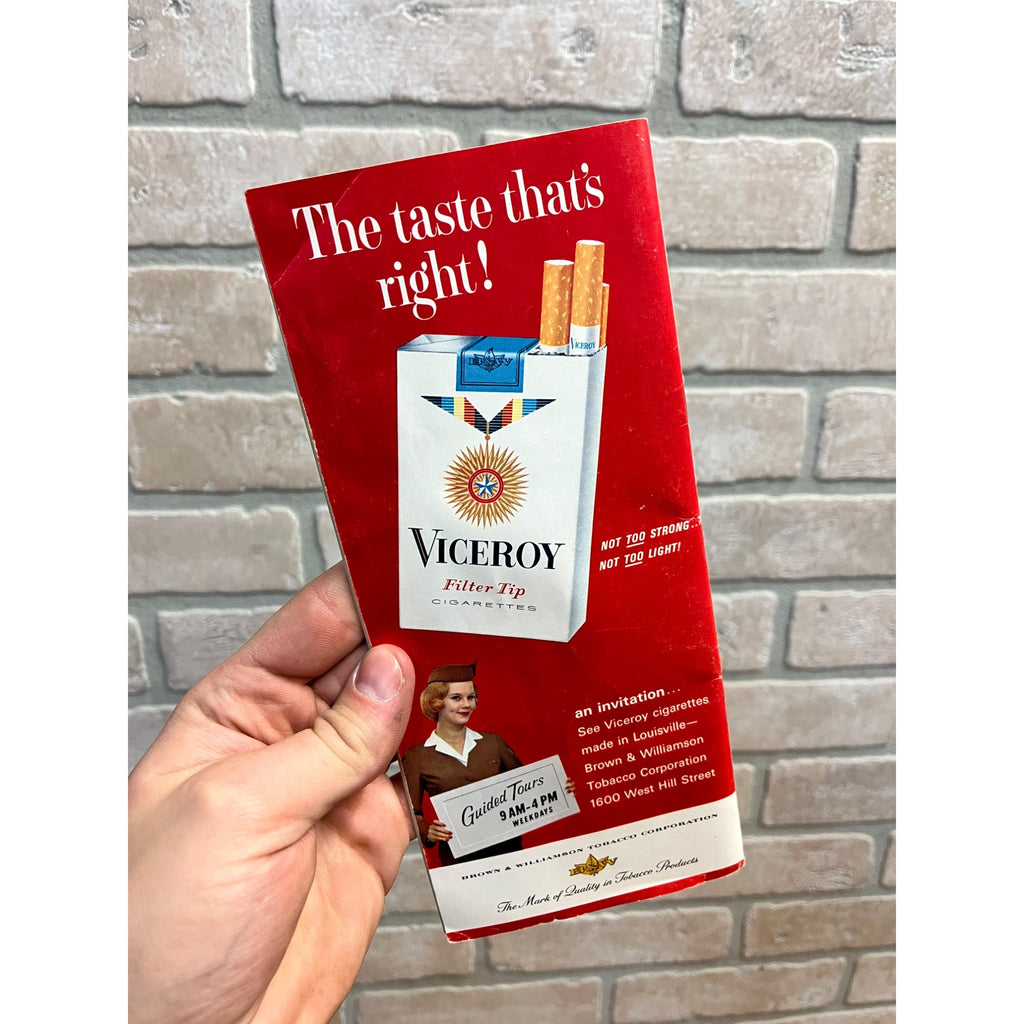 The taste that's
right!
B&W
VICEROY
VICEROY
Filter Tip
CIGARETTES
NOT TOO STRONG...
NOT TOO LIGHT!
an invitation...
See Viceroy cigarettes
made in Louisville—
Brown & Williamson
Tobacco Corporation
1600 West Hill Street
Guided Tours
9 AM-4 PM
WEEKDAYS
BROWN & WILLIAMSON TOBACCO CORPORATION
B&W
The Mark of Quality in Tobacco Products